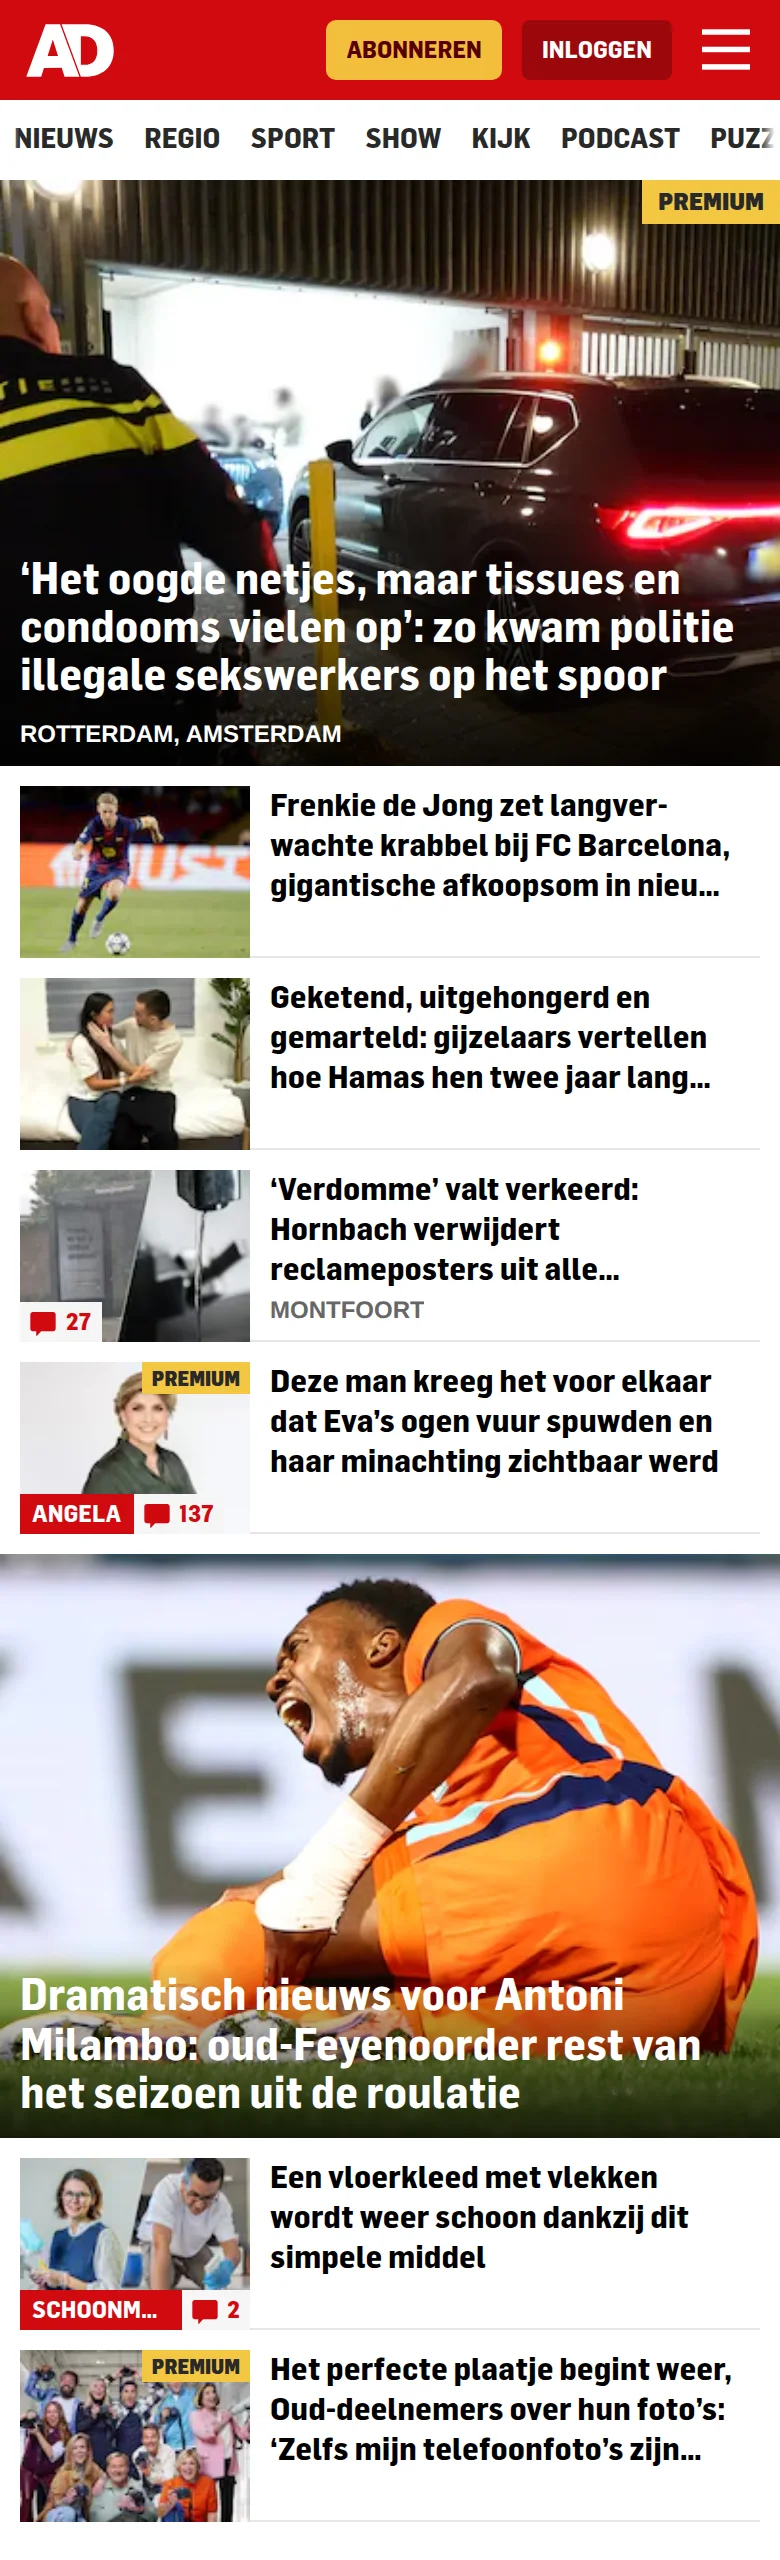 AD
ABONNEREN
INLOGGEN
NIEUWS REGIO SPORT SHOW KIJK PODCAST PUZZ
PREMIUM
‘Het oogde netjes, maar tissues en
condooms vielen op’: zo kwam politie
illegale sekswerkers op het spoor
ROTTERDAM, AMSTERDAM
Frenkie de Jong zet langver-
wachte krabbel bij FC Barcelona,
gigantische afkoopsom in nieu...
Geketend, uitgehongerd en
gemarteld: gijzelaars vertellen
hoe Hamas hen twee jaar lang...
27
‘Verdomme’ valt verkeerd:
Hornbach verwijdert
reclameposters uit alle...
MONTFOORT
PREMIUM
ANGELA
137
Deze man kreeg het voor elkaar
dat Eva’s ogen vuur spuwden en
haar minachting zichtbaar werd
Dramatisch nieuws voor Antoni
Milambo: oud-Feyenoorder rest van
het seizoen uit de roulatie
SCHOONM...
2
Een vloerkleed met vlekken
wordt weer schoon dankzij dit
simpele middel
PREMIUM
Het perfecte plaatje begint weer,
Oud-deelnemers over hun foto’s:
‘Zelfs mijn telefoonfoto’s zijn...